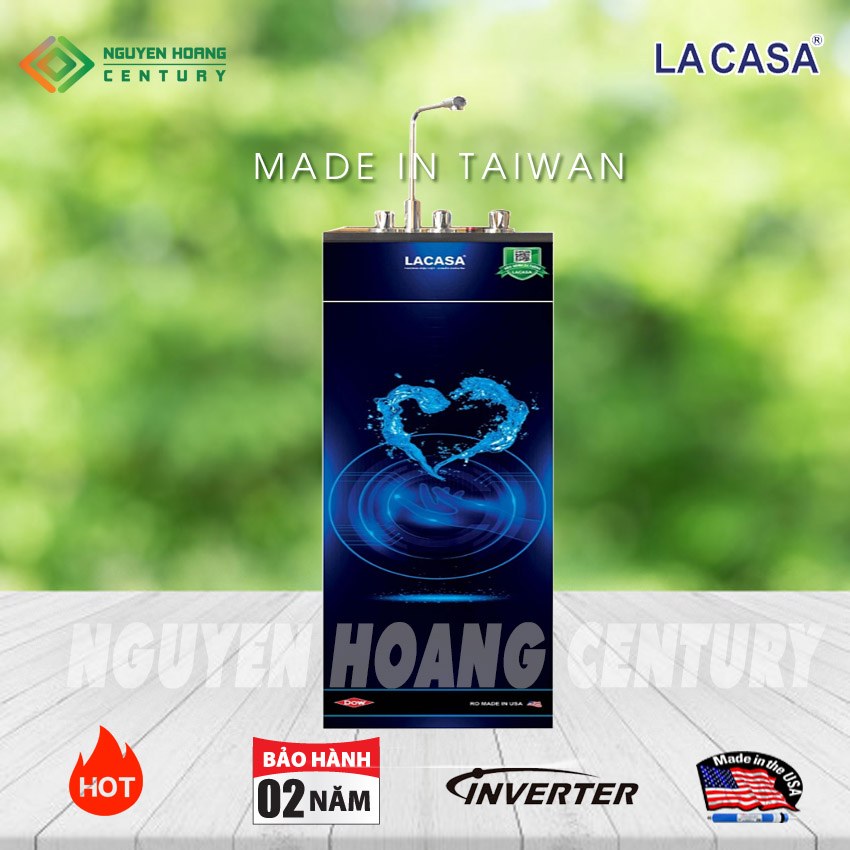 NGUYEN HOANG
CENTURY
LACASA®
MADE IN TAIWAN
LACASA
LACASA
NGUYEN HOANG CENTURY
DOW
RO MADE IN USA
HOT
BẢO HÀNH
02 NĂM
INVERTER
Made in the USA